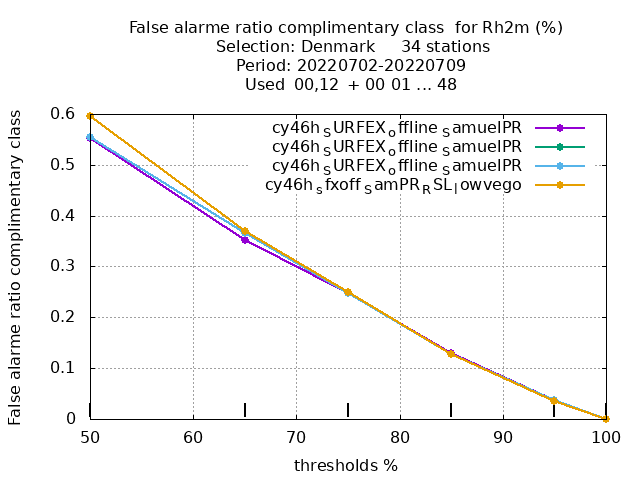 False alarme ratio complimentary class  for Rh2m (%)
Selection: Denmark     34 stations
Period: 20220702-20220709
Used  00,12  + 00 01 ... 48
False alarme ratio complimentary class
cy46h_SURFEX_offline_SamuelPR
cy46h_SURFEX_offline_SamuelPR
cy46h_SURFEX_offline_SamuelPR
cy46h_sfxoff_SamPR_RSL_lowvego
0.6
0.5
0.4
0.3
0.2
0.1
0
50 60 70 80 90 100
thresholds %